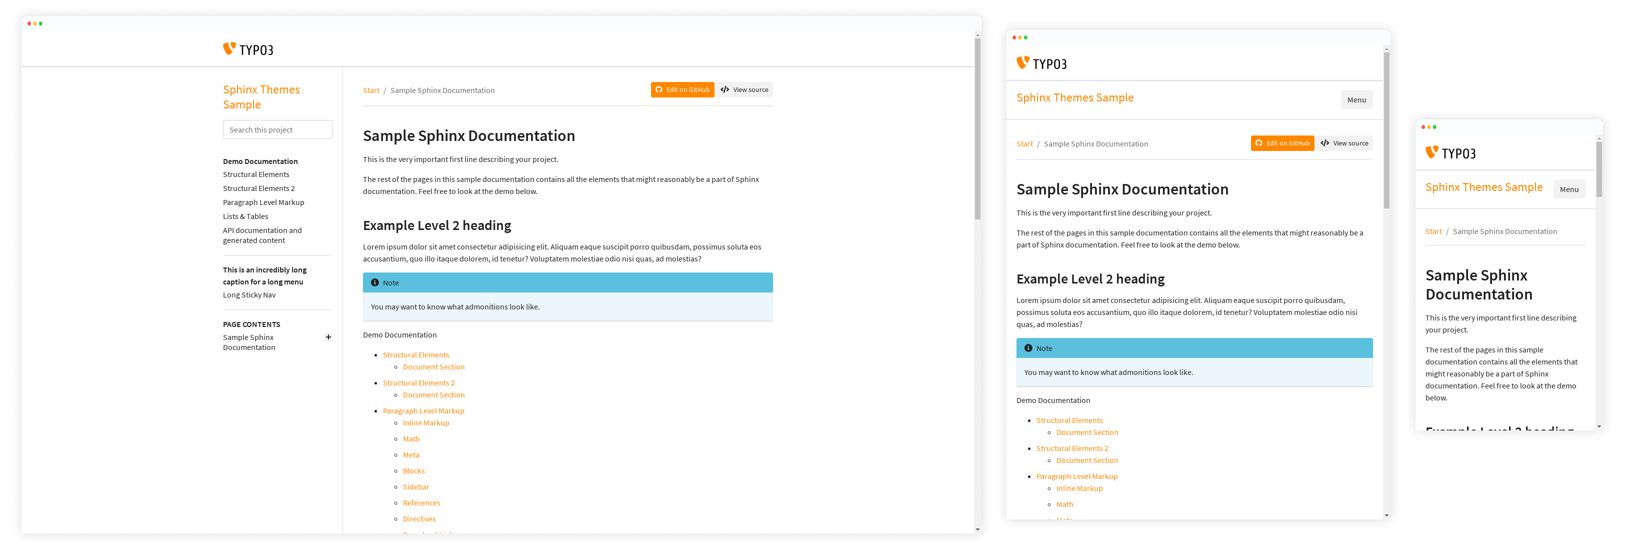 TYPO3
Sphinx Themes
Sample
Search this project
Demo Documentation
Structural Elements
Structural Elements 2
Paragraph Level Markup
Lists & Tables
API documentation and
generated content
This is an incredibly long
caption for a long menu
Long Sticky Nav
PAGE CONTENTS
Sample Sphinx +
Documentation
Start / Sample Sphinx Documentation
Edit on GitHub
View source
Sample Sphinx Documentation
This is the very important first line describing your project.
The rest of the pages in this sample documentation contains all the elements that might reasonably be a part of Sphinx
documentation. Feel free to look at the demo below.
Example Level 2 heading
Lorem ipsum dolor sit amet consectetur adipisicing elit. Aliquam eaque suscipit porro quibusdam, possimus soluta eos
accusantium, quo illo itaque dolorem, id tenetur? Voluptatem molestiae odio nisi quas, ad molestias?
Note
You may want to know what admonitions look like.
Demo Documentation
Structural Elements
Document Section
Structural Elements 2
Document Section
Paragraph Level Markup
Inline Markup
Math
Meta
Blocks
Sidebar
References
Directives
TYPO3
Sphinx Themes Sample
Menu
Start / Sample Sphinx Documentation
Edit on GitHub
View source
Sample Sphinx Documentation
This is the very important first line describing your project.
The rest of the pages in this sample documentation contains all the elements that might reasonably be a
part of Sphinx documentation. Feel free to look at the demo below.
Example Level 2 heading
Lorem ipsum dolor sit amet consectetur adipisicing elit. Aliquam eaque suscipit porro quibusdam,
possimus soluta eos accusantium, quo illo itaque dolorem, id tenetur? Voluptatem molestiae odio nisi
quas, ad molestias?
Note
You may want to know what admonitions look like.
Demo Documentation
Structural Elements
Document Section
Structural Elements 2
Document Section
Paragraph Level Markup
Inline Markup
Math
TYPO3
Sphinx Themes Sample
Menu
Start / Sample Sphinx Documentation
Sample Sphinx
Documentation
This is the very important first line describing
your project.
The rest of the pages in this sample
documentation contains all the elements that
might reasonably be a part of Sphinx
documentation. Feel free to look at the demo
below.
Example Level 2 heading